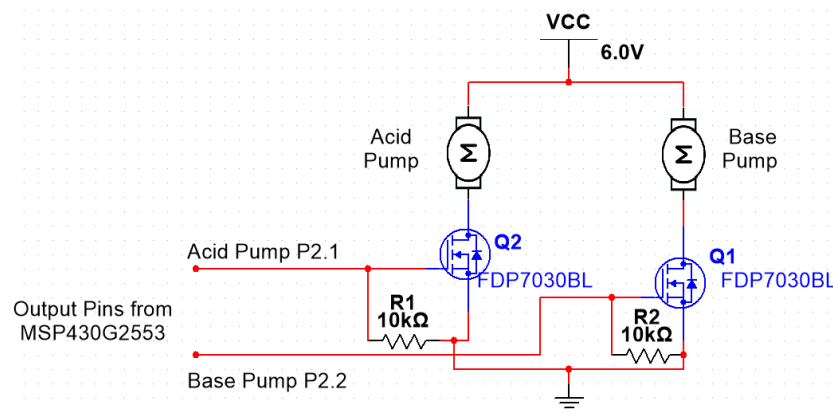 VCC
6.0V
Acid
Pump
Σ
Σ
Base
Pump
Q2
FDP7030BL
Q1
FDP7030BL
Acid Pump P2.1
R1
10kΩ
R2
10kΩ
Output Pins from
MSP430G2553
Base Pump P2.2